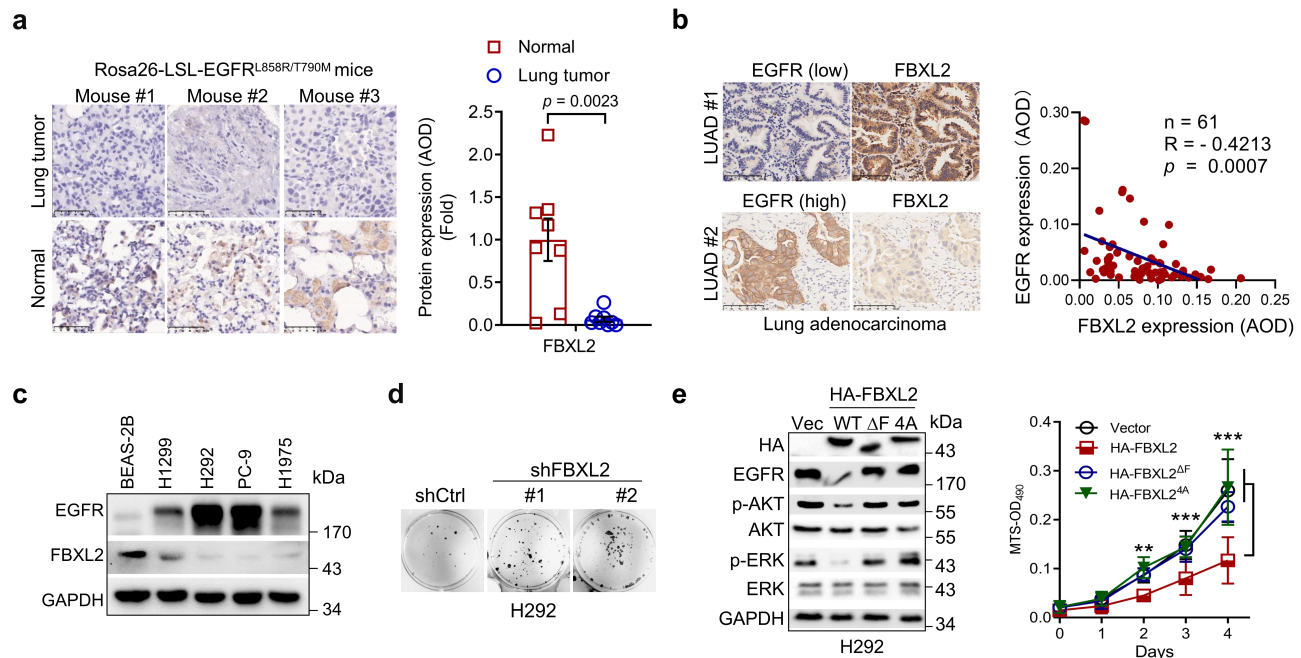 a
Rosa26-LSL-EGFRL858R/T790M mice
Mouse #1 Mouse #2 Mouse #3
Lung tumor
Normal
Normal
Lung tumor
p = 0.0023
Protein expression (AOD)
(Fold)
2.5
2.0
1.5
1.0
0.5
0.0
FBXL2
b
EGFR (low) FBXL2
LUAD #1
EGFR (high) FBXL2
LUAD #2
Lung adenocarcinoma
EGFR expression (AOD)
0.30
0.20
0.10
0.00
n = 61
R = - 0.4213
p = 0.0007
0.00 0.05 0.10 0.15 0.20 0.25
FBXL2 expression (AOD)
c
BEAS-2B H1299 H292 PC-9 H1975
kDa
EGFR
170
FBXL2
43
GAPDH
34
d
shFBXL2
shCtrl #1 #2
H292
e
HA-FBXL2
Vec WT ΔF 4A kDa
HA 43
EGFR 170
p-AKT 55
AKT 55
p-ERK 43
ERK 43
GAPDH 34
H292
MTS-OD490
0.4
0.3
0.2
0.1
0.0
Vector
HA-FBXL2
HA-FBXL2ΔF
HA-FBXL24A
**
***
***
0 1 2 3 4
Days